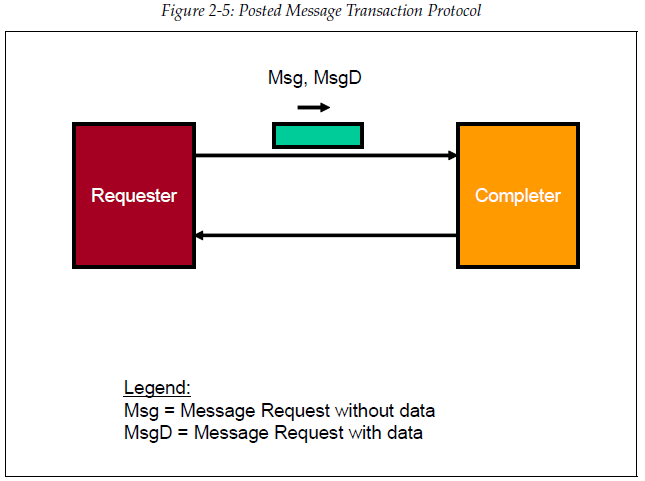 Figure 2-5: Posted Message Transaction Protocol
Msg, MsgD
Requester
Completer
Legend:
Msg = Message Request without data
MsgD = Message Request with data